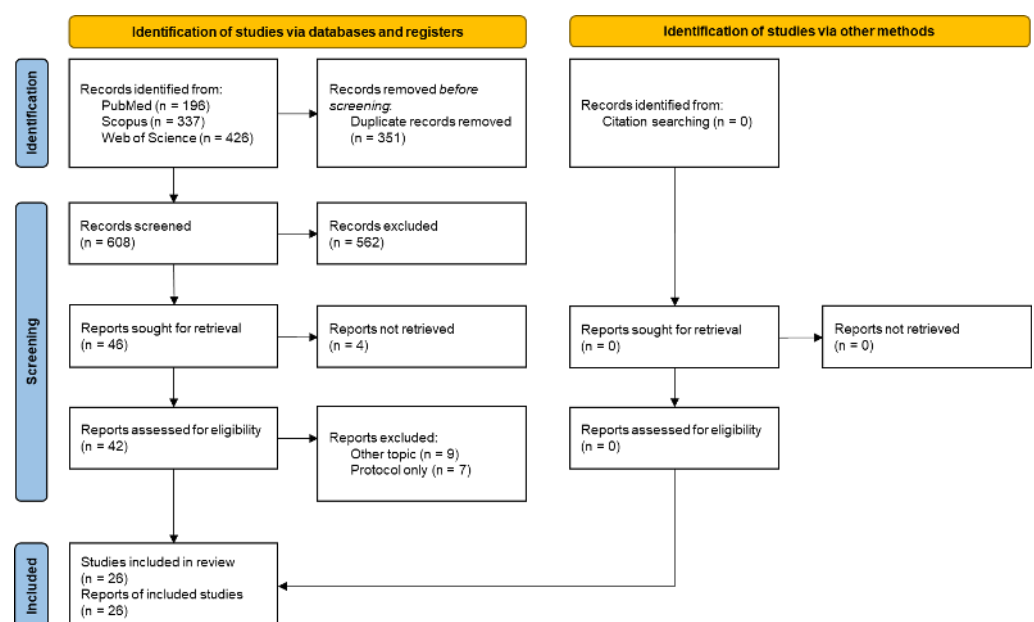 Identification of studies via databases and registers
Identification of studies via other methods
Identification
Records identified from:
PubMed (n = 196)
Scopus (n = 337)
Web of Science (n = 426)
Records removed before
screening:
Duplicate records removed
(n = 351)
Records identified from:
Citation searching (n = 0)
Screening
Records screened
(n = 608)
Records excluded
(n = 562)
Reports sought for retrieval
(n = 46)
Reports not retrieved
(n = 4)
Reports sought for retrieval
(n = 0)
Reports not retrieved
(n = 0)
Reports assessed for eligibility
(n = 42)
Reports excluded:
Other topic (n = 9)
Protocol only (n = 7)
Reports assessed for eligibility
(n = 0)
Included
Studies included in review
(n = 26)
Reports of included studies
(n = 26)